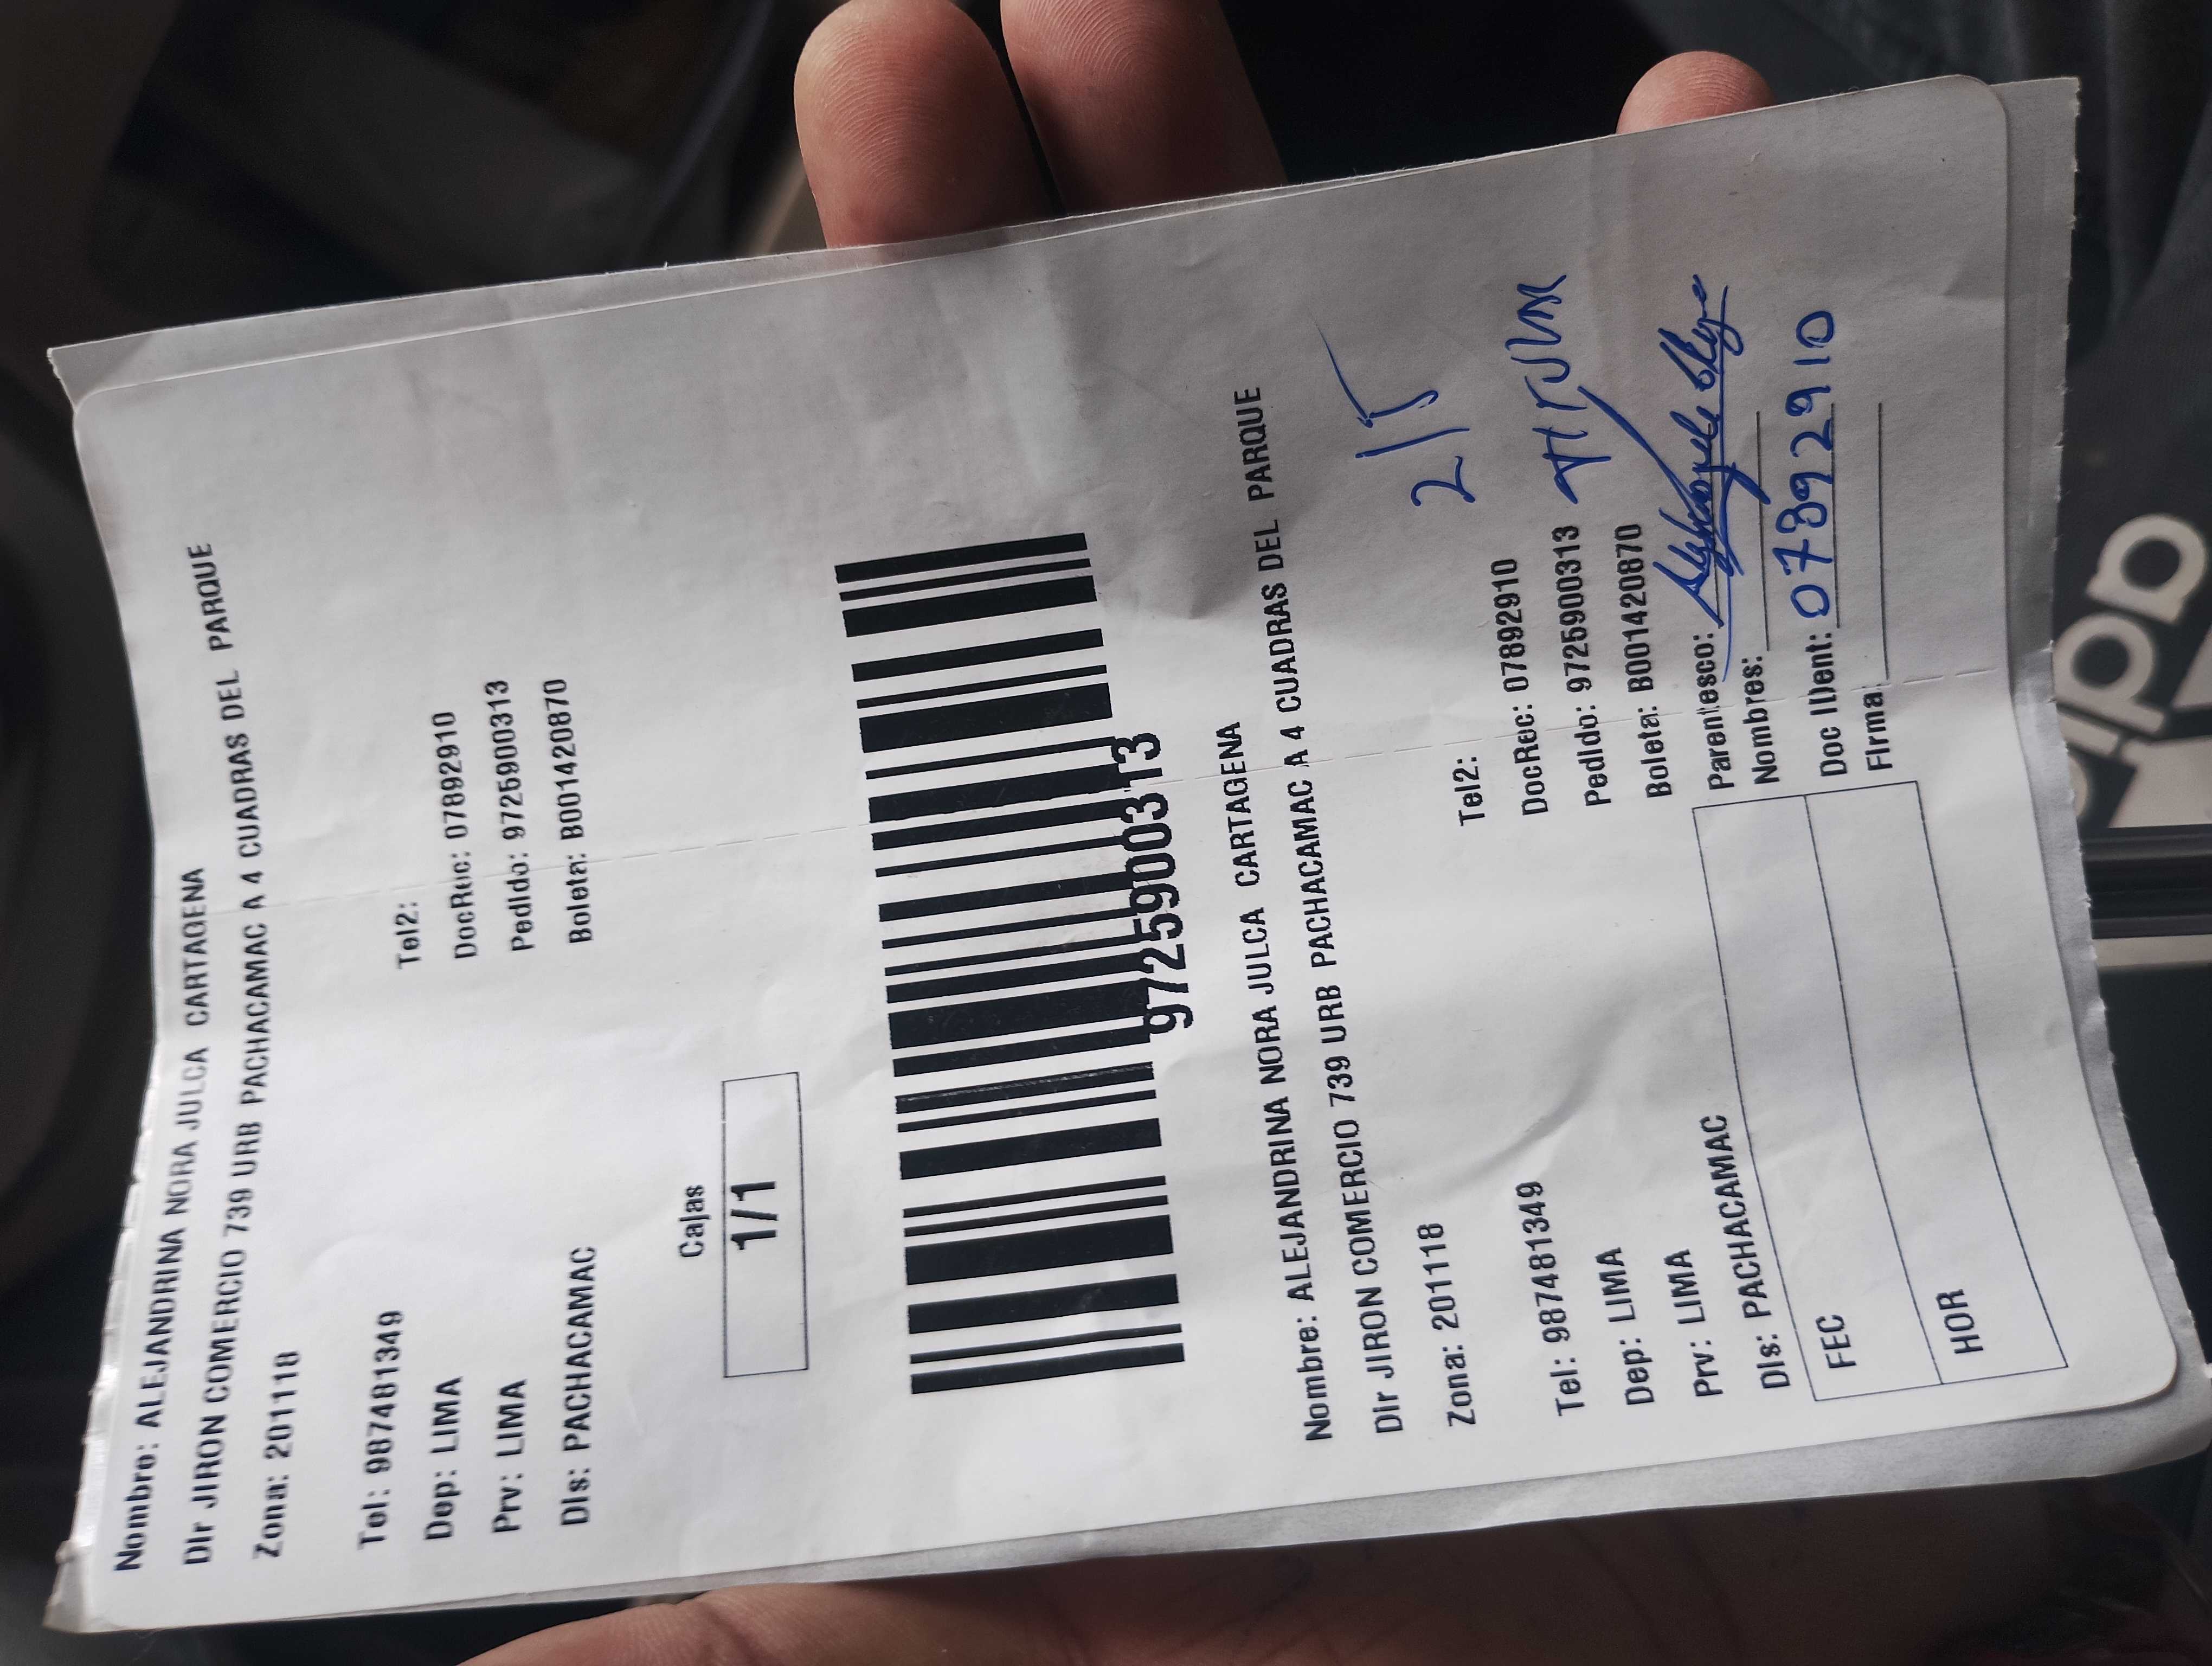 Nombre: ALEJANDRINA NORA JULCA CARTAGENA
Dir JIRON COMERCIO 739 URB PACHACAMAC A 4 CUADRAS DEL PARQUE
Zona: 201118
Tel: 987481349
Tel2:
Dep: LIMA
DocRec: 07892910
Prv: LIMA
Pedido: 9725900313
Dis: PACHACAMAC
Boleta: B001420870
Cajas
1/1
9725900313
Nombre: ALEJANDRINA NORA JULCA CARTAGENA
Dir JIRON COMERCIO 739 URB PACHACAMAC A 4 CUADRAS DEL PARQUE
Zona: 201118
Tel: 987481349
Tel2:
Dep: LIMA
DocRec: 07892910
Prv: LIMA
Pedido: 9725900313
Dis: PACHACAMAC
Boleta: B001420870
Parentesco:
Nombres:
Doc Ident: 07892910
Firma:
FEC
HOR